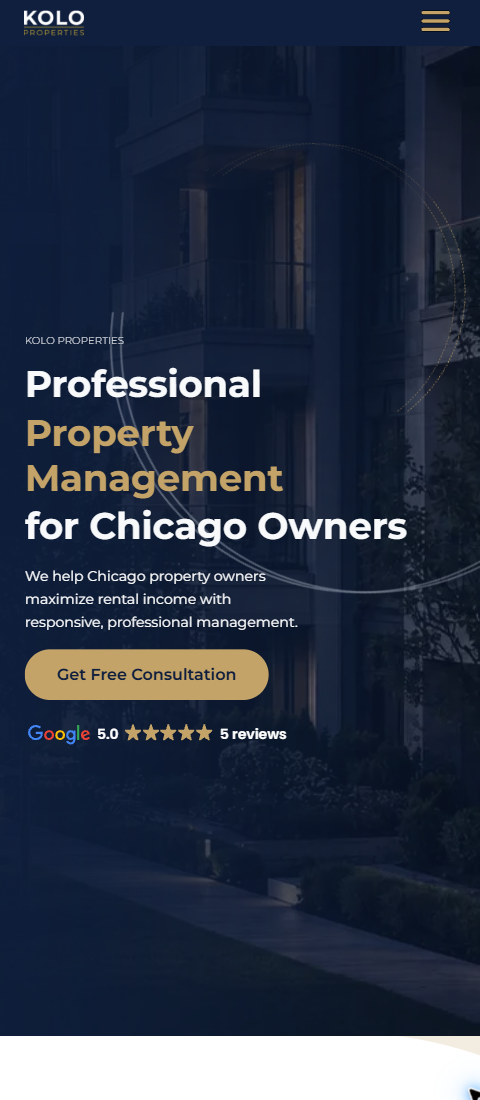 KOLO
PROPERTIES
KOLO PROPERTIES
Professional
Property
Management
for Chicago Owners
We help Chicago property owners
maximize rental income with
responsive, professional management.
Get Free Consultation
Google 5.0 5 reviews